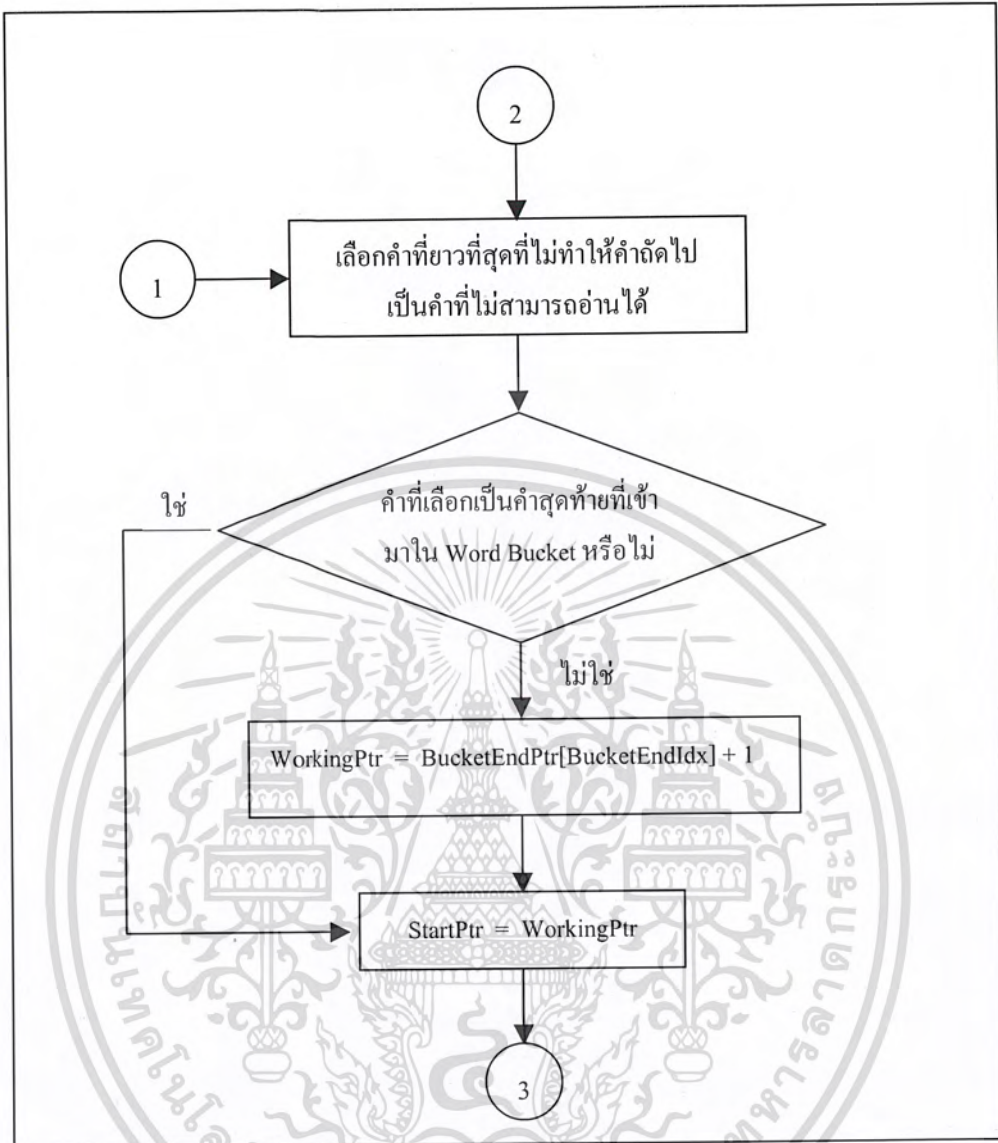 2
1
เลือกคำที่ยาวที่สุดที่ไม่ทำให้คำถัดไป
เป็นคำที่ไม่สามารถอ่านได้
ใช่
คำที่เลือกเป็นคำสุดท้ายที่เข้า
มาใน Word Bucket หรือไม่
ไม่ใช่
WorkingPtr = BucketEndPtr[BucketEndIdx] + 1
StartPtr = WorkingPtr
3